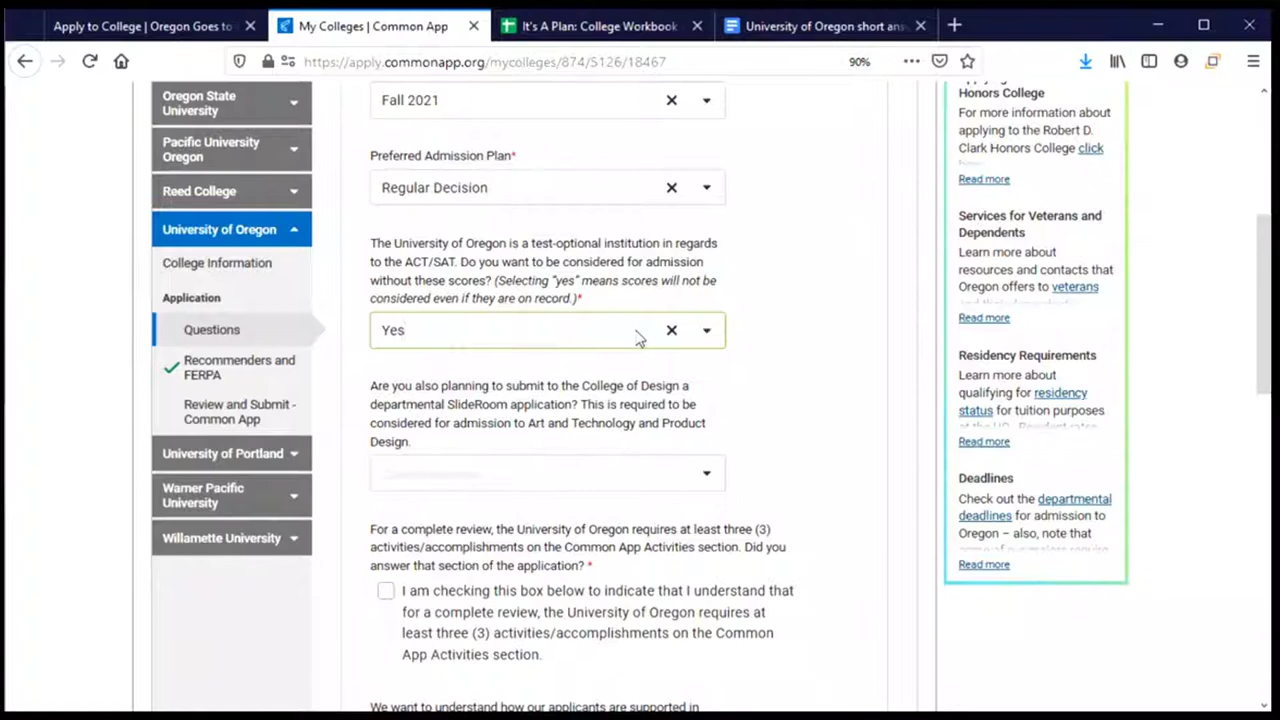 Apply to College | Oregon Goes to
My Colleges | Common App
It's A Plan: College Workbook
University of Oregon short ans
https://apply.commonapp.org/mycolleges/874/5126/18467
90%
Oregon State
University
Pacific University
Oregon
Reed College
University of Oregon
College Information
Application
Questions
Recommenders and
FERPA
Review and Submit -
Common App
University of Portland
Warner Pacific
University
Willamette University
Fall 2021
Preferred Admission Plan*
Regular Decision
The University of Oregon is a test-optional institution in regards
to the ACT/SAT. Do you want to be considered for admission
without these scores? (Selecting "yes" means scores will not be
considered even if they are on record.)*
Yes
Are you also planning to submit to the College of Design a
departmental SlideRoom application? This is required to be
considered for admission to Art and Technology and Product
Design.
For a complete review, the University of Oregon requires at least three (3)
activities/accomplishments on the Common App Activities section. Did you
answer that section of the application? *
I am checking this box below to indicate that I understand that
for a complete review, the University of Oregon requires at
least three (3) activities/accomplishments on the Common
App Activities section.
We want to understand how our applicants are supported in
Honors College
For more information about
applying to the Robert D.
Clark Honors College click
Read more
Services for Veterans and
Dependents
Learn more about
resources and contacts that
Oregon offers to veterans
Read more
Residency Requirements
Learn more about
qualifying for residency
status for tuition purposes
Read more
Deadlines
Check out the departmental
deadlines for admission to
Oregon – also, note that
Read more